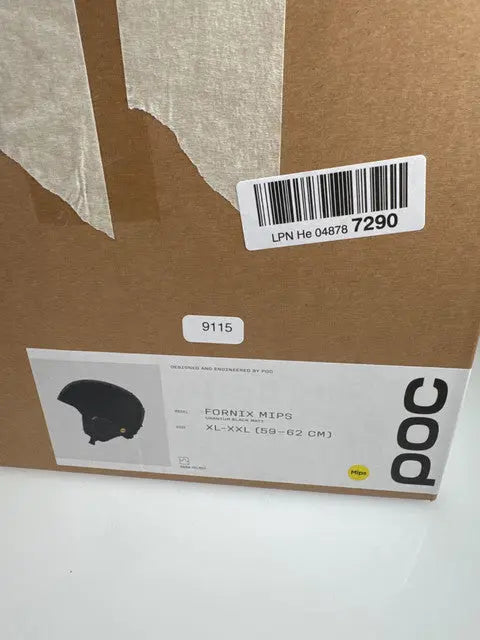 LPN He 04878 7290
9115
DESIGNED AND ENGINEERED BY POC
MODEL FORNIX MIPS
URANIUM BLACK MATT
SIZE XL-XXL (59-62 CM)
Mips
POC